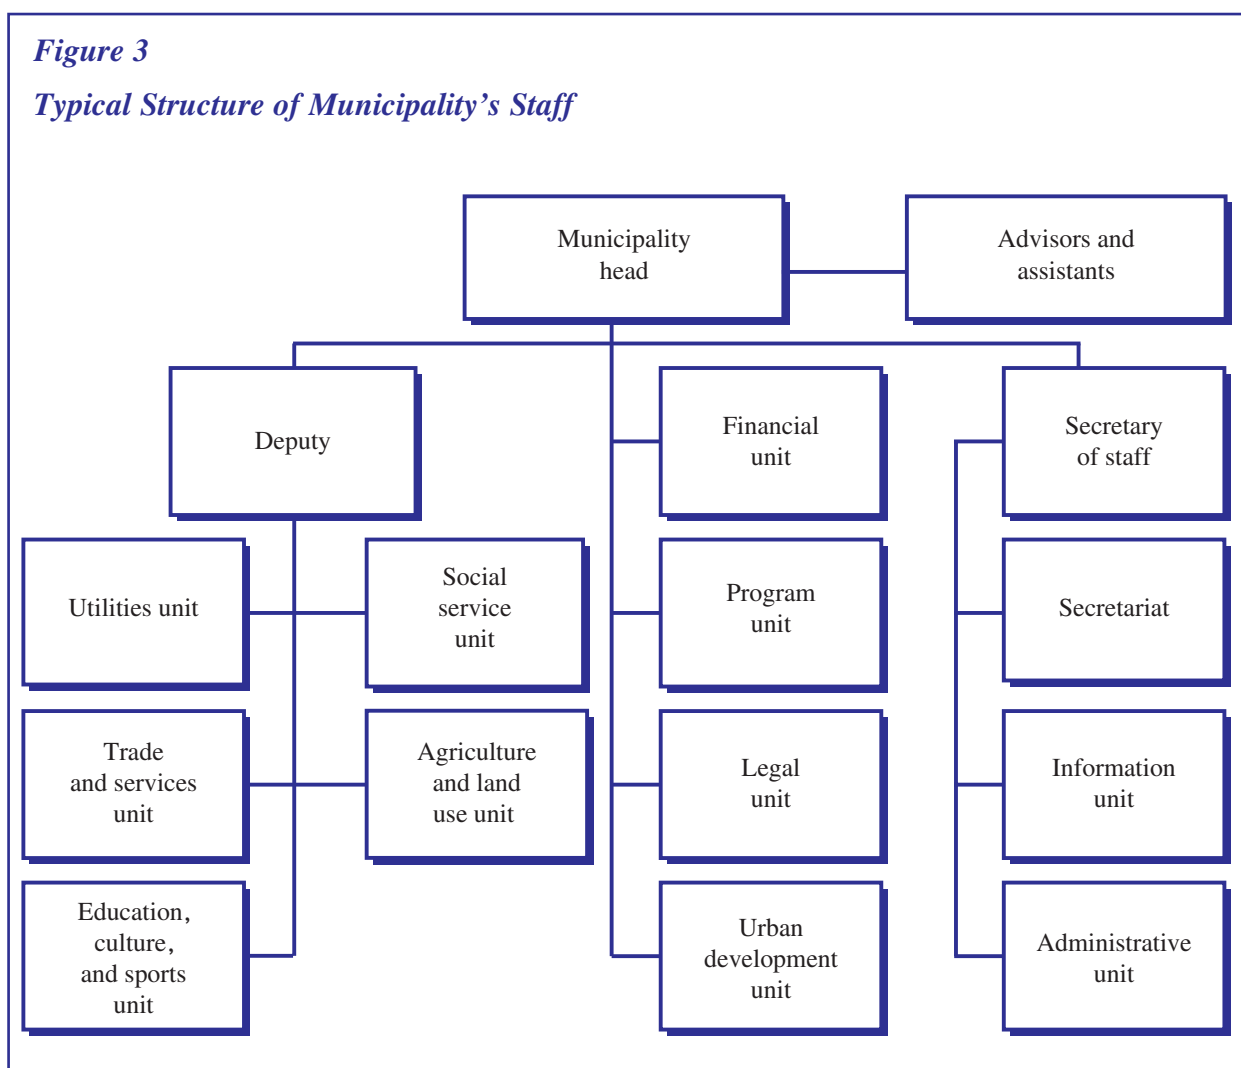 Figure 3
Typical Structure of Municipality's Staff
Municipality
head
Advisors and
assistants
Deputy
Financial
unit
Secretary
of staff
Utilities unit
Social
service
unit
Program
unit
Secretariat
Trade
and services
unit
Agriculture
and land
use unit
Legal
unit
Information
unit
Education,
culture,
and sports
unit
Urban
development
unit
Administrative
unit